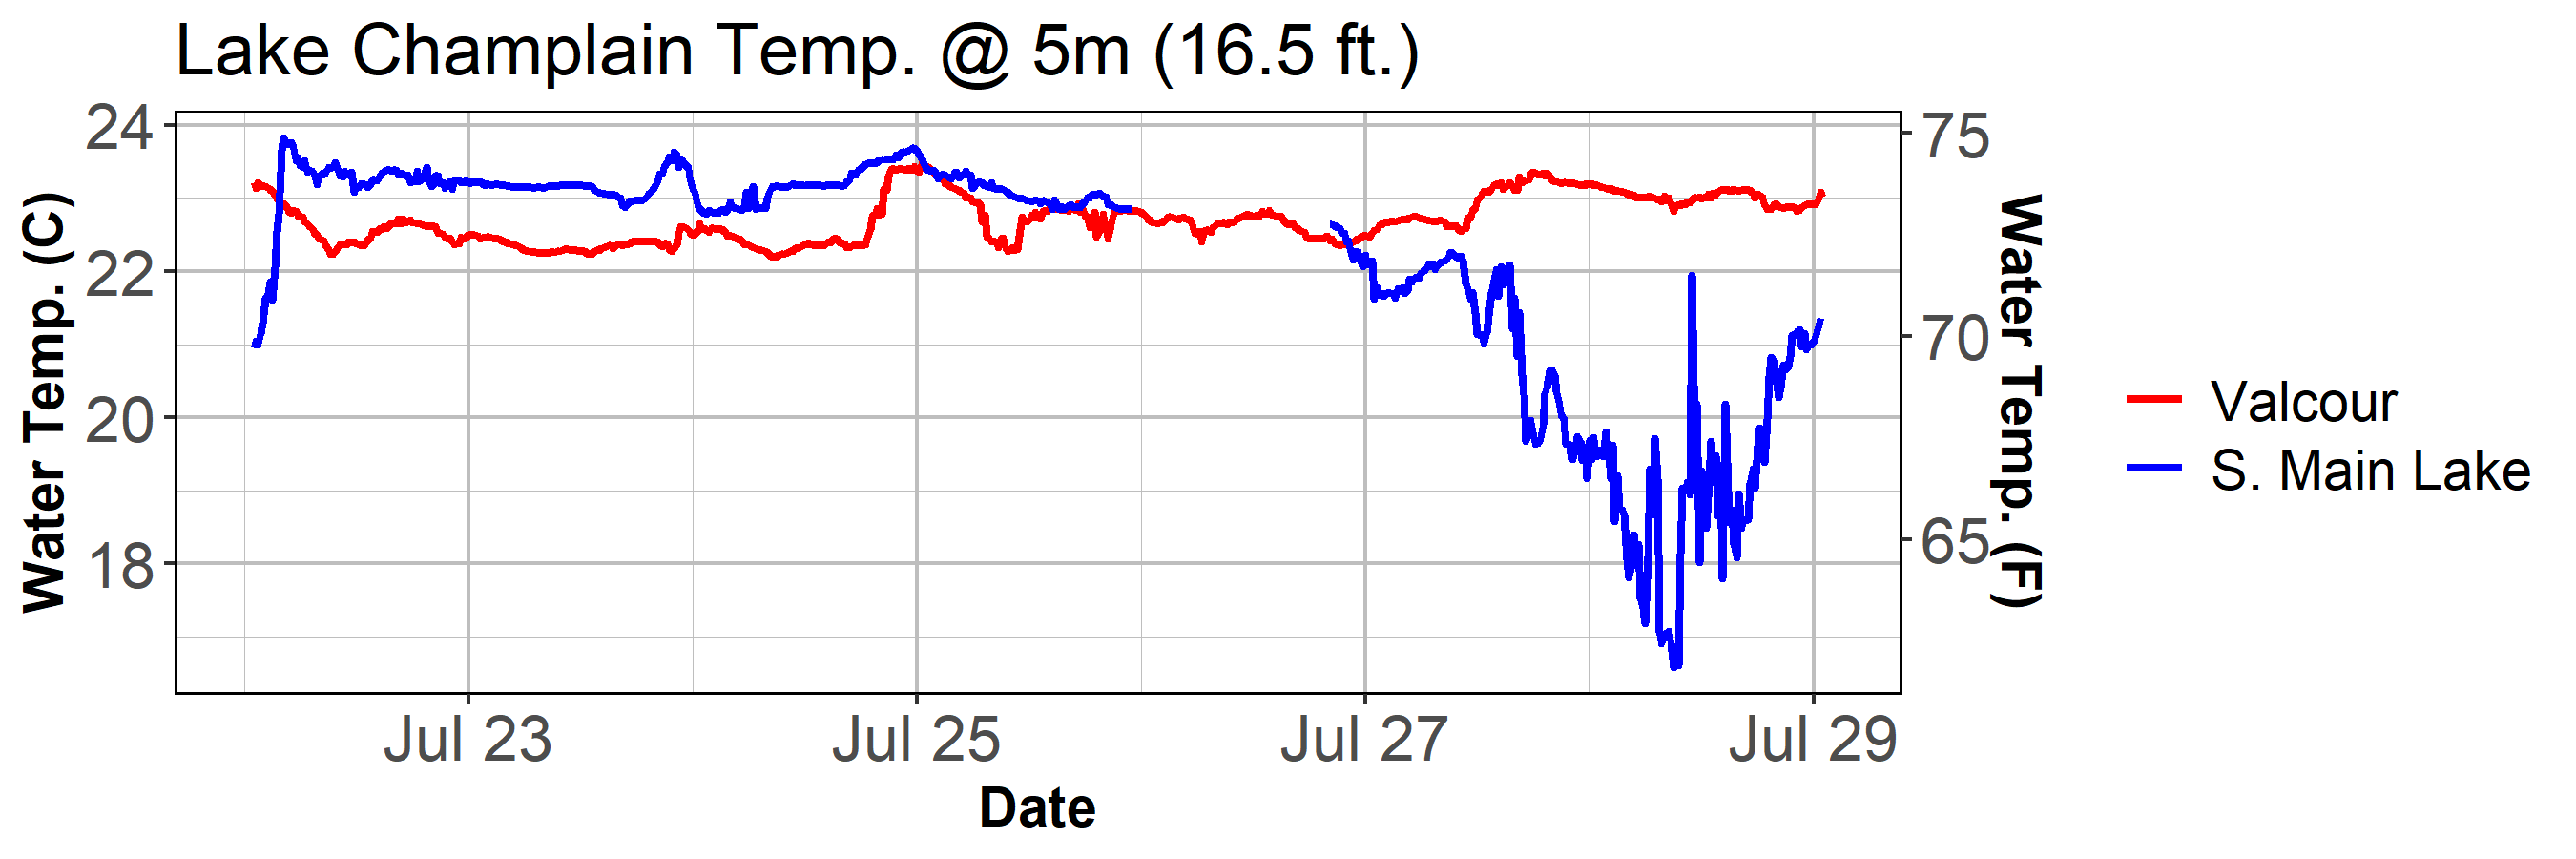 Lake Champlain Temp. @ 5m (16.5 ft.)
Water Temp. (C)
24
22
20
18
75
70
65
Water Temp. (F)
Jul 23
Jul 25
Jul 27
Jul 29
Date
Valcour
S. Main Lake